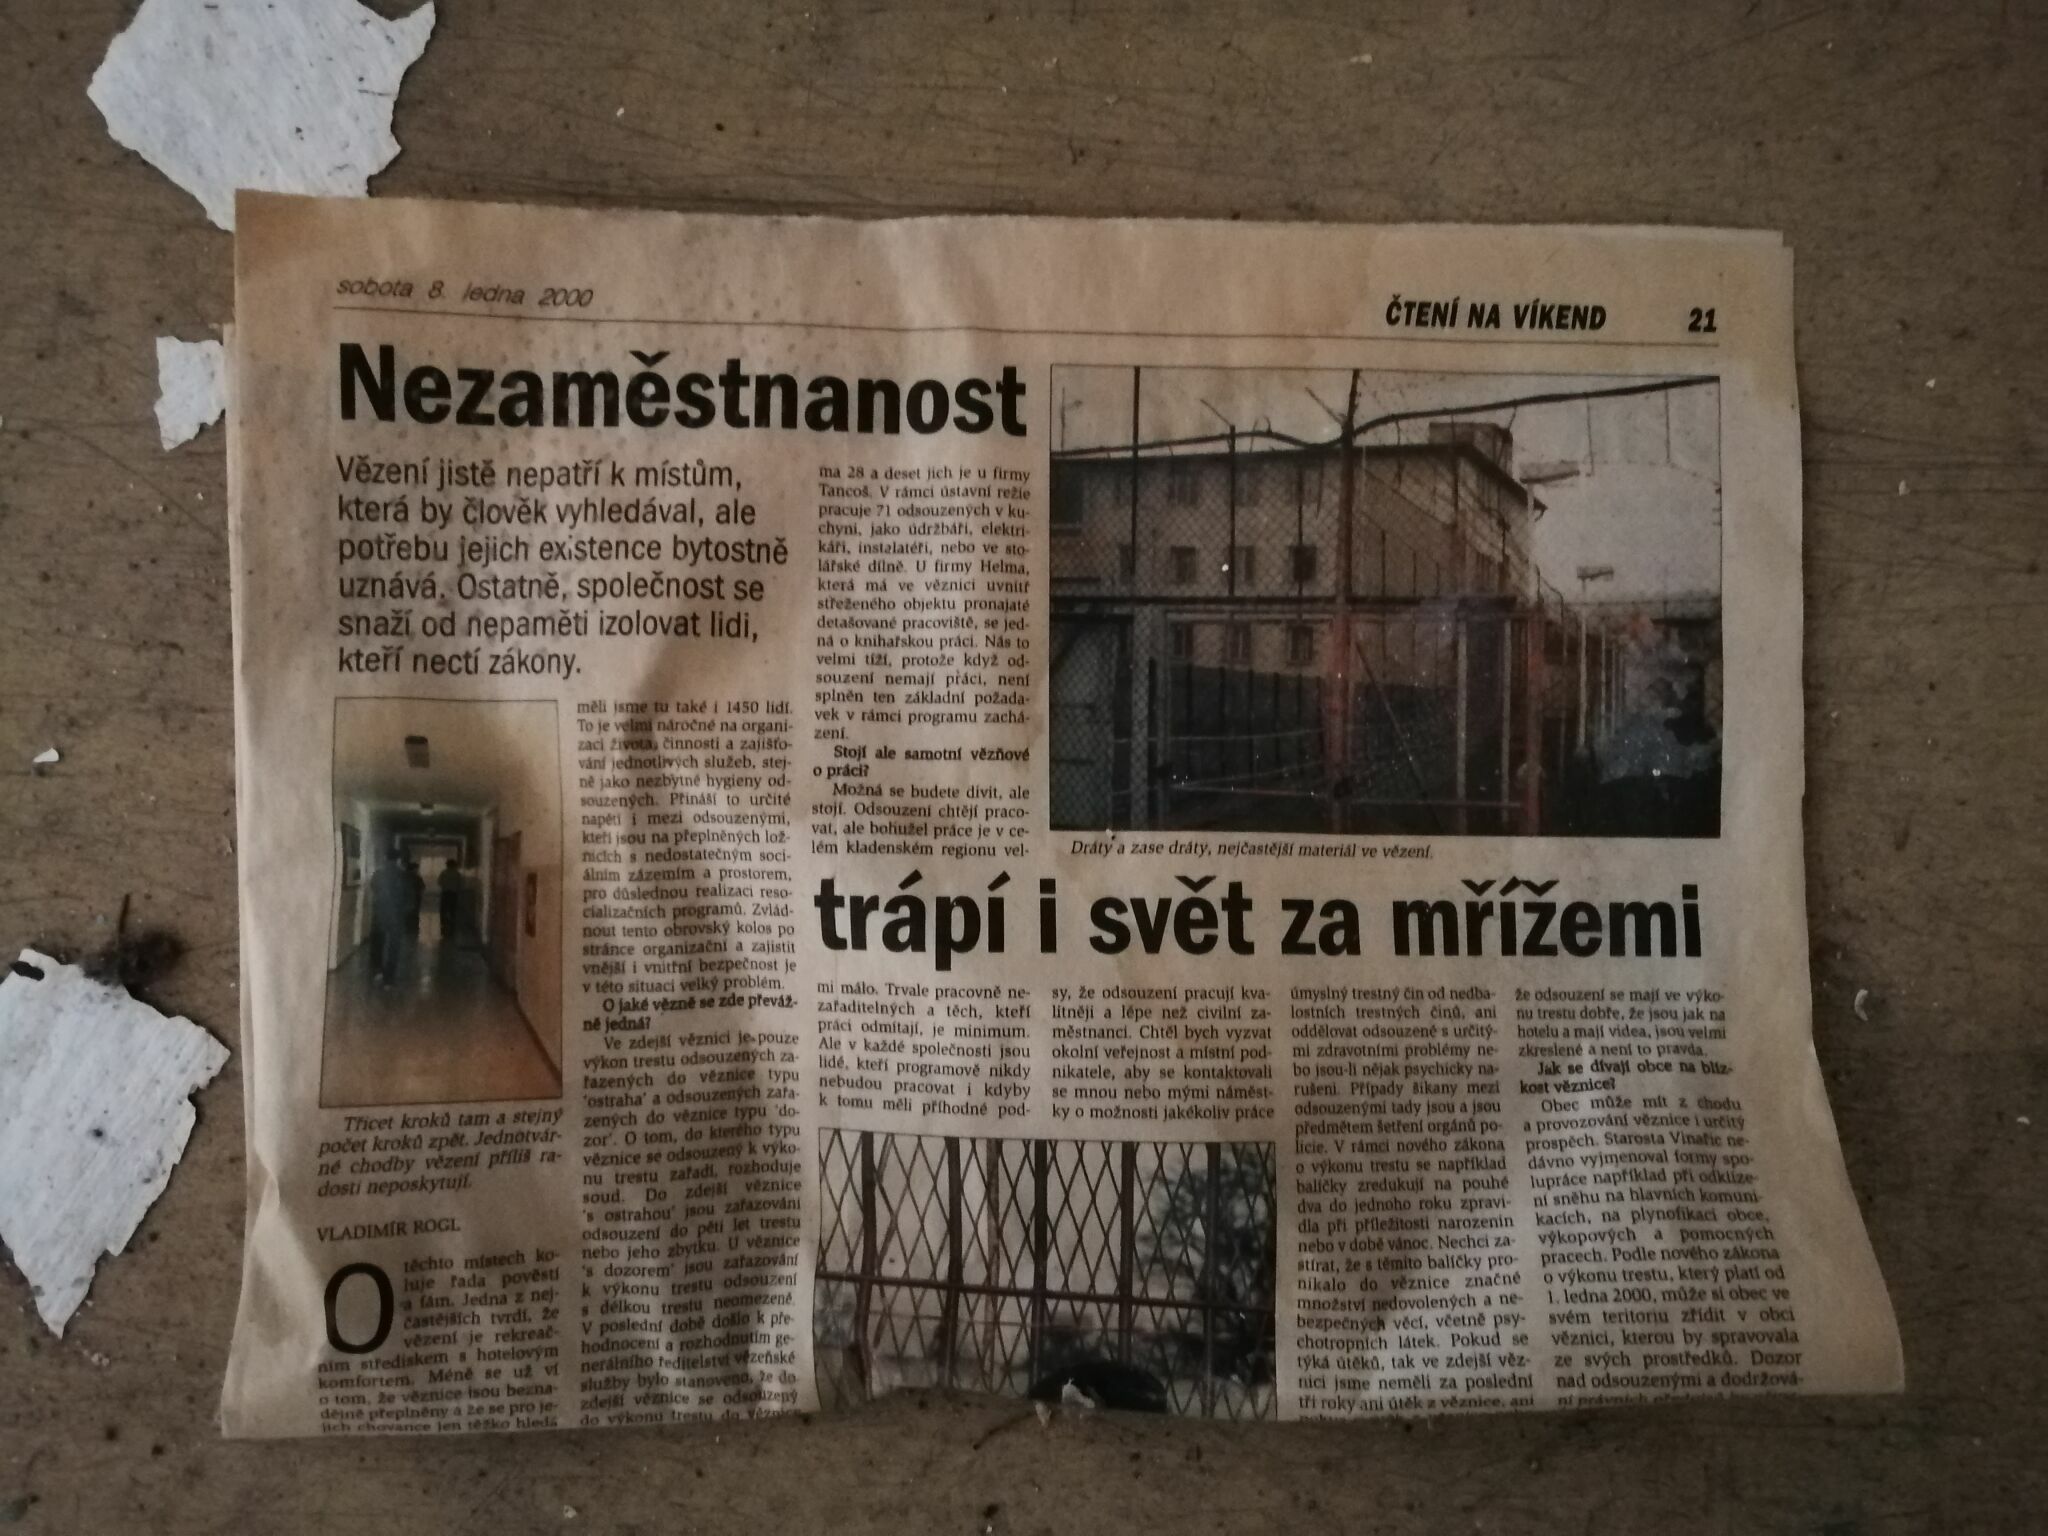 sobota 8. ledna 2000
ČTENÍ NA VÍKEND
21
Nezaměstnanost
trápí i svět za mřížemi
Vězení jistě nepatří k místům,
která by člověk vyhledával, ale
potřebu jejich existence bytostně
uznává. Ostatně, společnost se
snaží od nepaměti izolovat lidi,
kteří nectí zákony.
Třicet kroků tam a stejný
počet kroků zpět. Jednotvár-
né chodby vězení příliš ra-
dosti neposkytují.
VLADIMÍR ROGL
O těchto místech ko-
luje řada pověstí
a fám. Jedna z nej-
častějších tvrdí, že
vězení je rekreač-
ním střediskem s hotelovým
komfortem. Méně se už ví
o tom, že věznice jsou bezna-
dějně přeplněny a že se pro je-
jich chovance jen těžko hledá
měli jsme tu také i 1450 lidí.
To je velmi náročné na organi-
zaci života, činnosti a zajišťo-
vání jednotlivých služeb, stej-
ně jako nezbytné hygieny od-
souzených. Přináší to určité
napětí i mezi odsouzenými,
kteří jsou na přeplněných lož-
nicích s nedostatečným soci-
álním zázemím a prostorem,
pro důslednou realizaci reso-
cializačních programů. Zvlád-
nout tento obrovský kolos po
stránce organizační a zajistit
vnější i vnitřní bezpečnost je
v této situaci velký problém.
O jaké vězně se zde převáž-
ně jedná?
Ve zdejší věznici je pouze
výkon trestu odsouzených za-
řazených do věznice typu
'ostraha' a odsouzených zařa-
zených do věznice typu 'do-
zor'. O tom, do kterého typu
věznice se odsouzený k výko-
nu trestu zařadí, rozhoduje
soud. Do zdejší věznice
's ostrahou' jsou zařazováni
odsouzení do pěti let trestu
nebo jeho zbytku. U věznice
's dozorem' jsou zařazováni
k výkonu trestu odsouzení
s délkou trestu neomezeně.
V poslední době došlo k pře-
hodnocení a rozhodnutím ge-
nerálního ředitelství vězeňské
služby bylo stanoveno, že do
zdejší věznice se odsouzený
do výkonu trestu do věznice
ma 28 a deset jich je u firmy
Tancoš. V rámci ústavní režie
pracuje 71 odsouzených v ku-
chyni, jako údržbáři, elektri-
káři, instalatéři, nebo ve sto-
lářské dílně. U firmy Helma,
která má ve věznici uvnitř
střeženého objektu pronajaté
detašované pracoviště, se jed-
ná o knihařskou práci. Nás to
velmi tíží, protože když od-
souzení nemají práci, není
splněn ten základní požada-
vek v rámci programu zachá-
zení.
Stojí ale samotní vězňové
o práci?
Možná se budete divit, ale
stojí. Odsouzení chtějí praco-
vat, ale bohužel práce je v ce-
lém kladenském regionu vel-
Dráty a zase dráty, nejčastější materiál ve vězení.
mi málo. Trvale pracovně ne-
zařaditelných a těch, kteří
práci odmítají, je minimum.
Ale v každé společnosti jsou
lidé, kteří programově nikdy
nebudou pracovat i kdyby
k tomu měli příhodné pod-
sy, že odsouzení pracují kva-
litněji a lépe než civilní za-
městnanci. Chtěl bych vyzvat
okolní veřejnost a místní pod-
nikatele, aby se kontaktovali
se mnou nebo mými náměst-
ky o možnosti jakékoliv práce
úmyslný trestný čin od nedba-
lostních trestných činů, ani
oddělovat odsouzené s určitý-
mi zdravotními problémy ne-
bo jsou-li nějak psychicky na-
rušeni. Případy šikany mezi
odsouzenými tady jsou a jsou
předmětem šetření orgánů po-
licie. V rámci nového zákona
o výkonu trestu se například
balíčky zredukují na pouhé
dva do jednoho roku zpravi-
dla při příležitosti narozenin
nebo v době vánoc. Nechci za-
stírat, že s těmito balíčky pro-
nikalo do věznice značné
množství nedovolených a ne-
bezpečných věcí, včetně psy-
chotropních látek. Pokud se
týká útěků, tak ve zdejší věz-
nici jsme neměli za poslední
tři roky ani útěk z věznice, ani
že odsouzení se mají ve výko-
nu trestu dobře, že jsou jak na
hotelu a mají videa, jsou velmi
zkreslené a není to pravda.
Jak se dívají obce na blíz-
kost věznice?
Obec může mít z chodu
a provozování věznice i určitý
prospěch. Starosta Vinařic ne-
dávno vyjmenoval formy spo-
lupráce například při odklize-
ní sněhu na hlavních komuni-
kacích, na plynofikaci obce,
výkopových a pomocných
pracech. Podle nového zákona
o výkonu trestu, který platí od
1. ledna 2000, může si obec ve
svém teritoriu zřídit v obci
věznici, kterou by spravovala
ze svých prostředků. Dozor
nad odsouzenými a dodržová-